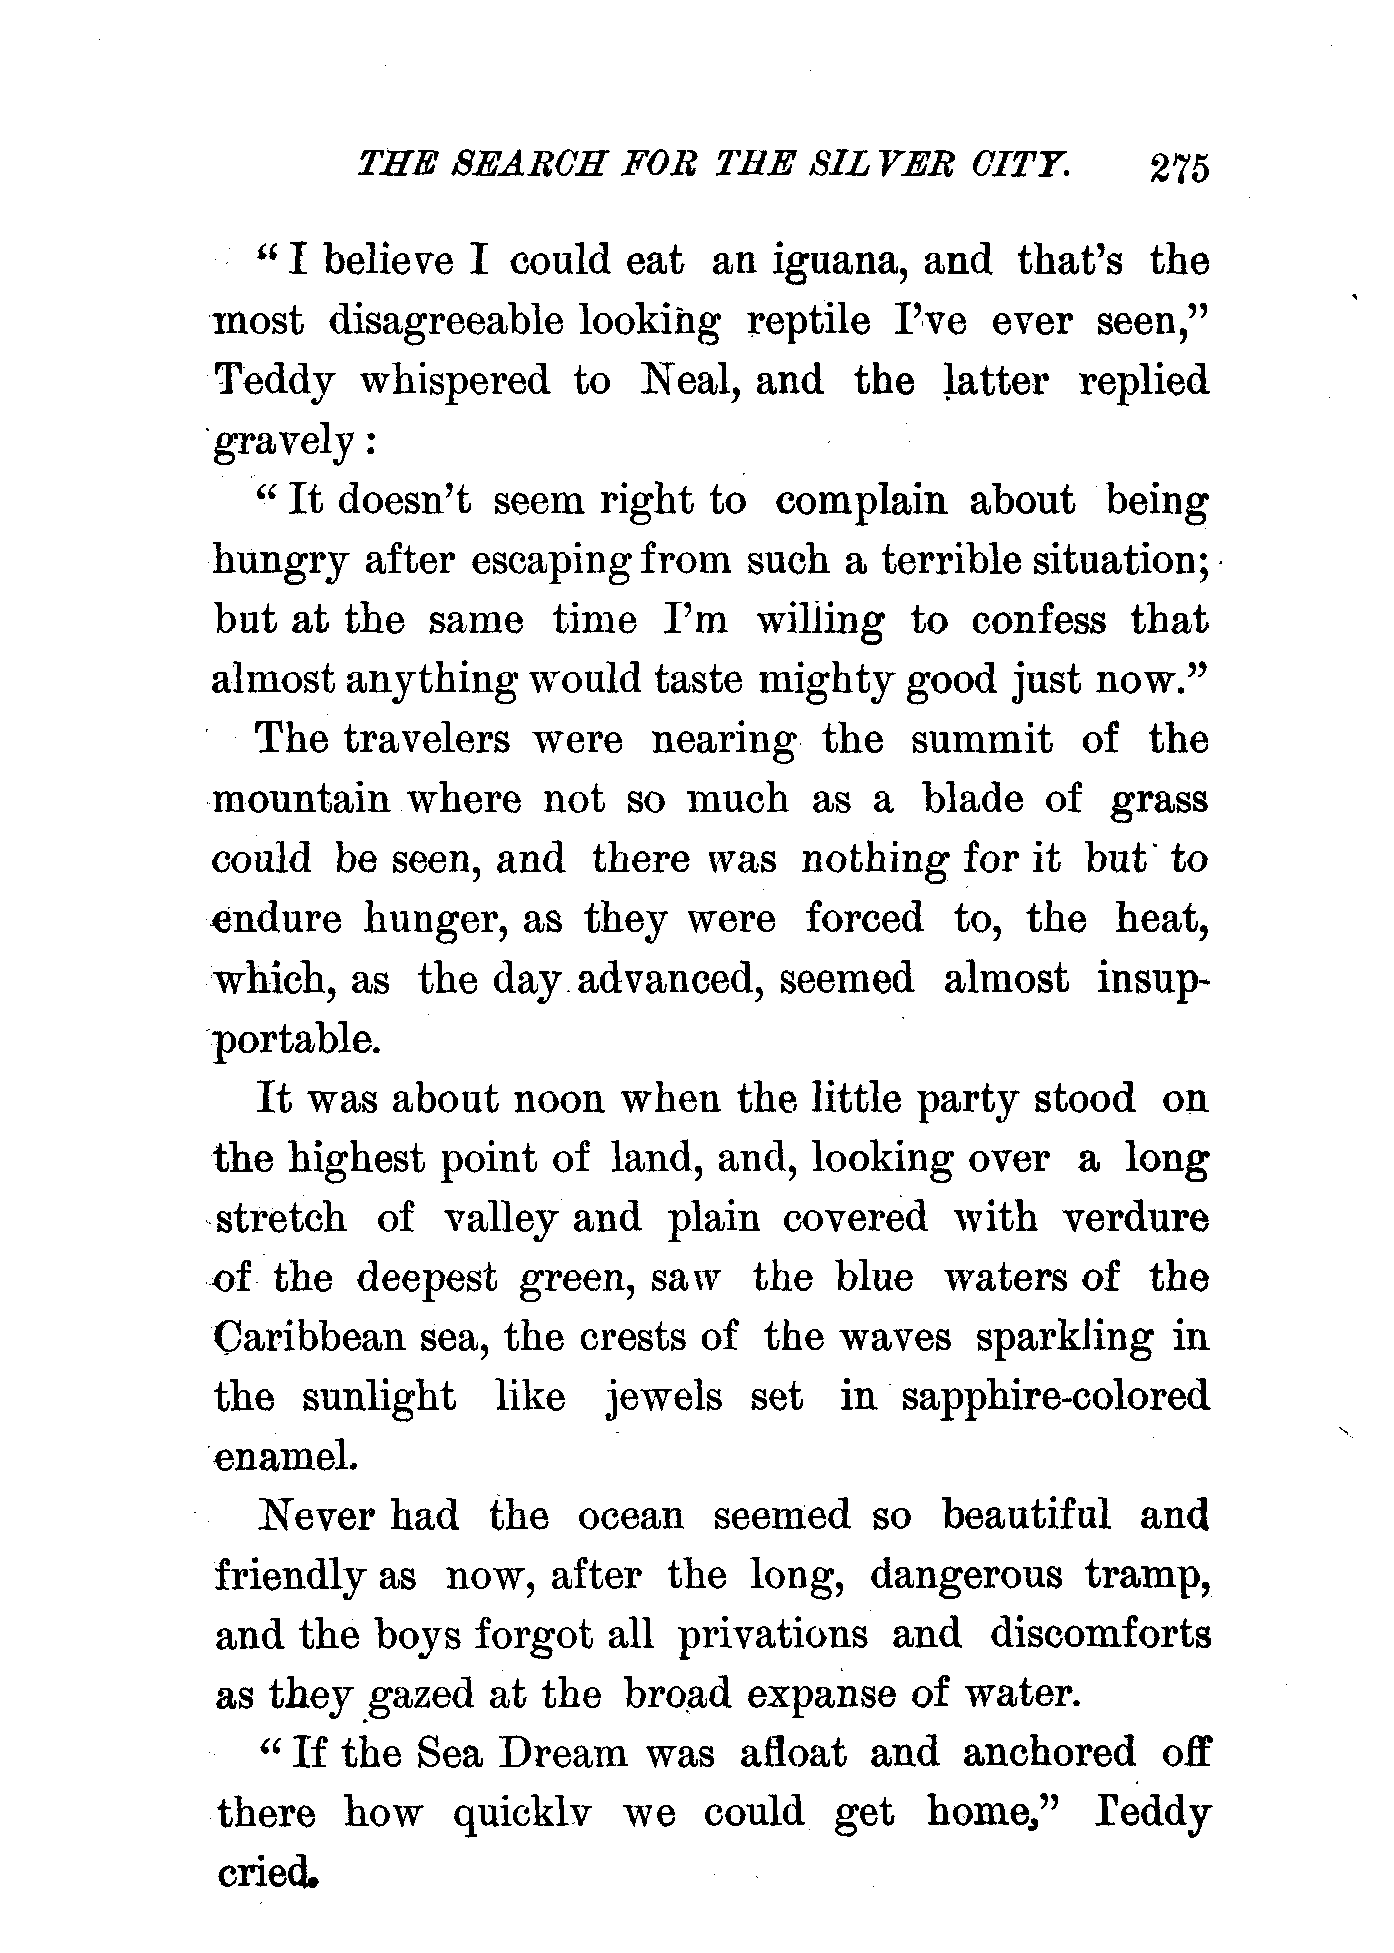 THE SEARCH FOR THE SILVER CITY. 275
“ I believe I could eat an iguana, and that’s the
most disagreeable looking reptile I’ve ever seen,”
Teddy whispered to Neal, and the latter replied
gravely :
“ It doesn’t seem right to complain about being
hungry after escaping from such a terrible situation;
but at the same time I’m willing to confess that
almost anything would taste mighty good just now.”
The travelers were nearing the summit of the
mountain where not so much as a blade of grass
could be seen, and there was nothing for it but to
endure hunger, as they were forced to, the heat,
which, as the day advanced, seemed almost insup-
portable.
It was about noon when the little party stood on
the highest point of land, and, looking over a long
stretch of valley and plain covered with verdure
of the deepest green, saw the blue waters of the
Caribbean sea, the crests of the waves sparkling in
the sunlight like jewels set in sapphire-colored
enamel.
Never had the ocean seemed so beautiful and
friendly as now, after the long, dangerous tramp,
and the boys forgot all privations and discomforts
as they gazed at the broad expanse of water.
“ If the Sea Dream was afloat and anchored off
there how quickly we could get home,” Teddy
cried.